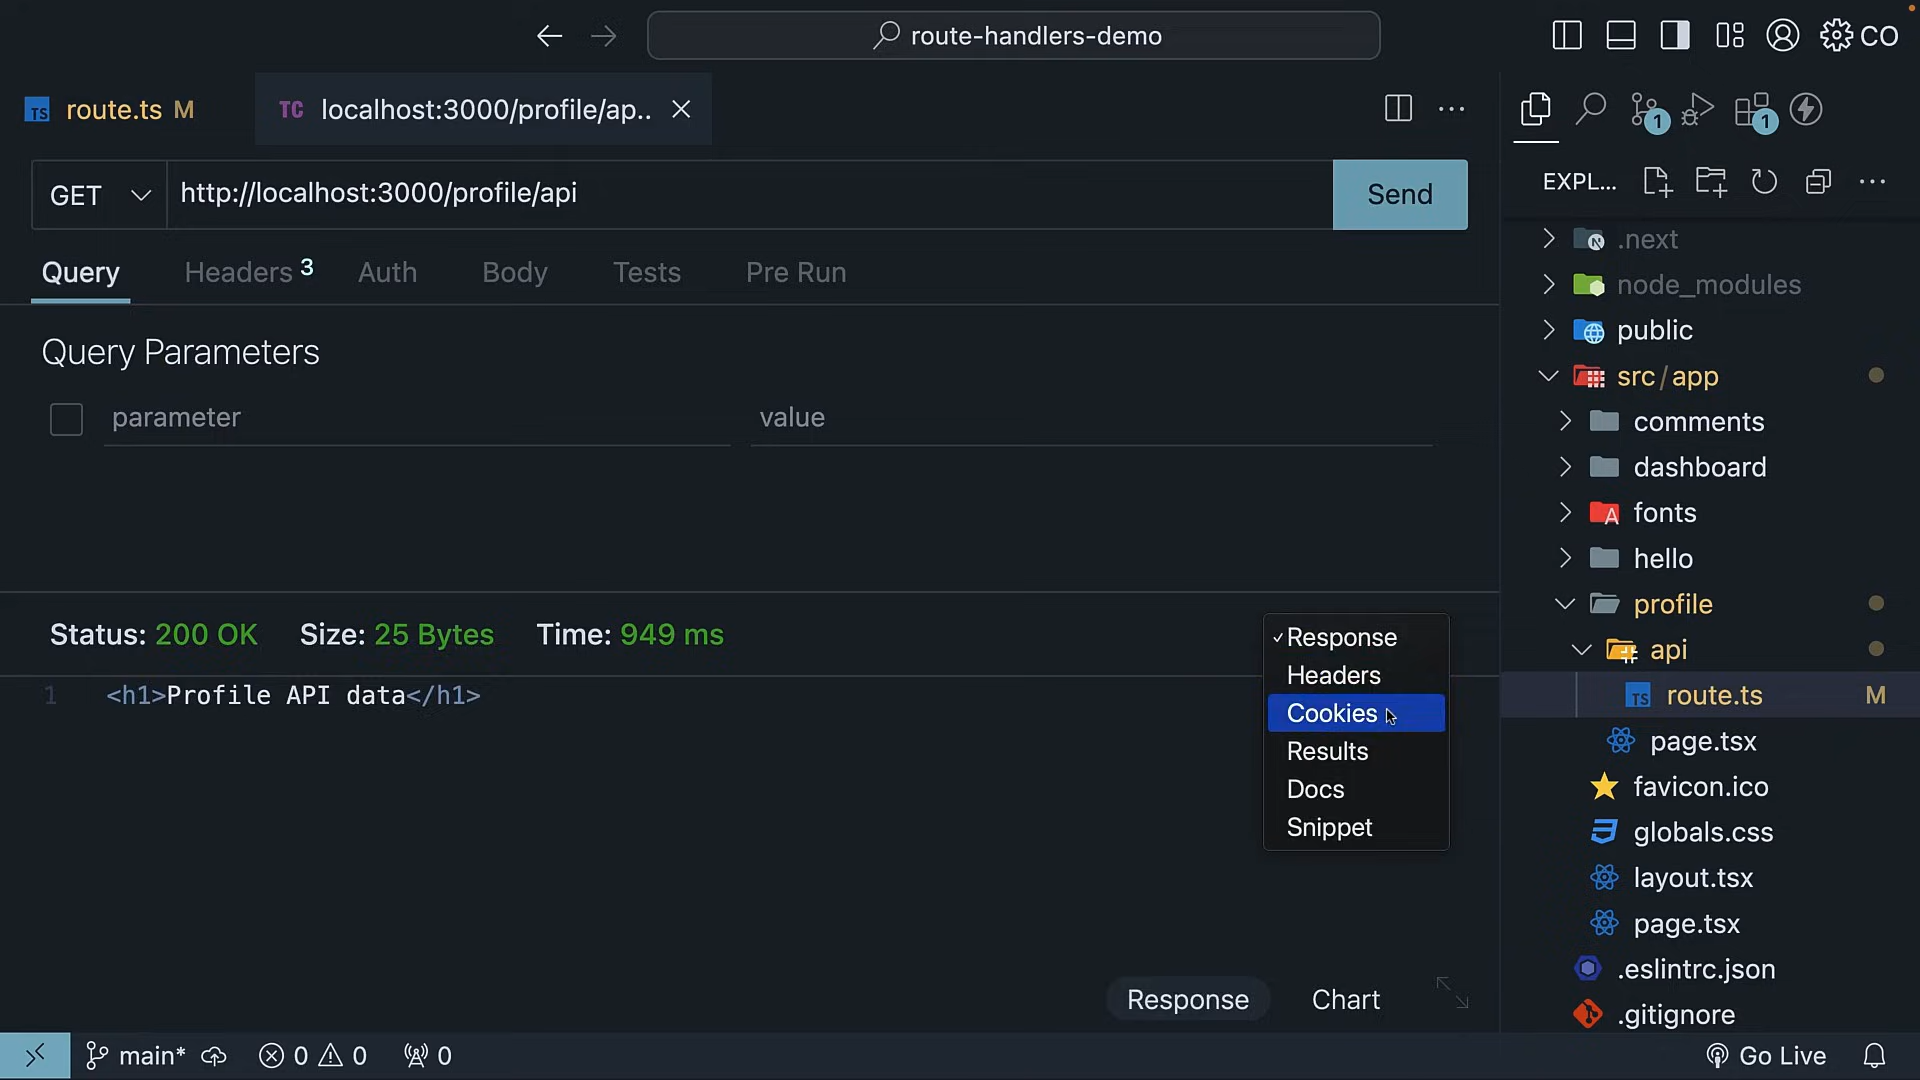 route-handlers-demo
CO
TS route.ts M
TC localhost:3000/profile/ap..
GET
http://localhost:3000/profile/api
Send
Query
Headers 3
Auth
Body
Tests
Pre Run
Query Parameters
parameter
value
Status: 200 OK
Size: 25 Bytes
Time: 949 ms
1 <h1>Profile API data</h1>
✓Response
Headers
Cookies
Results
Docs
Snippet
Response
Chart
1
1
EXPL...
.next
node_modules
public
src/app
comments
dashboard
fonts
hello
profile
api
TS route.ts M
page.tsx
favicon.ico
globals.css
layout.tsx
page.tsx
.eslintrc.json
.gitignore
main*
0
0
0
Go Live